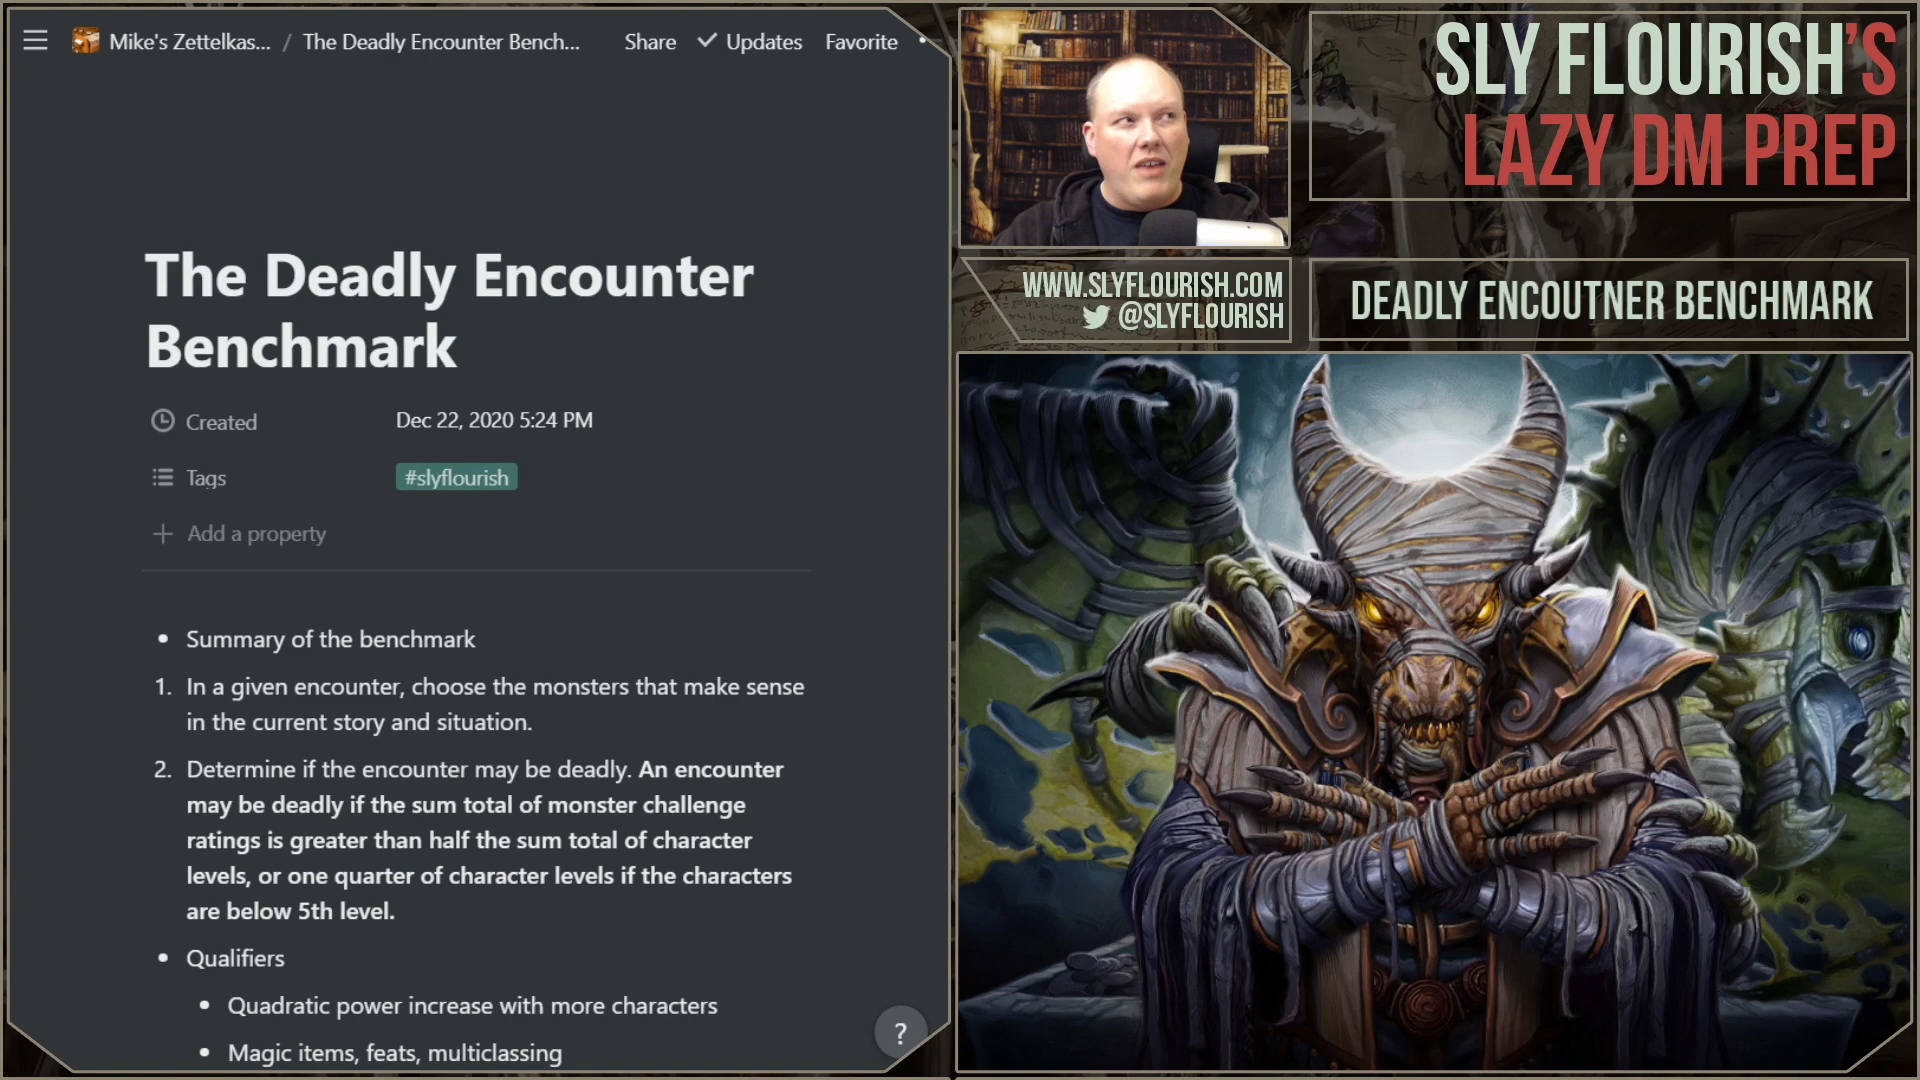 Mike's Zettelkas... / The Deadly Encounter Bench... Share Updates Favorite
The Deadly Encounter
Benchmark
Created Dec 22, 2020 5:24 PM
Tags #slyflourish
Add a property
• Summary of the benchmark
1. In a given encounter, choose the monsters that make sense
in the current story and situation.
2. Determine if the encounter may be deadly. An encounter
may be deadly if the sum total of monster challenge
ratings is greater than half the sum total of character
levels, or one quarter of character levels if the characters
are below 5th level.
• Qualifiers
• Quadratic power increase with more characters
• Magic items, feats, multiclassing
?
SLY FLOURISH'S
LAZY DM PREP
WWW.SLYFLOURISH.COM
@SLYFLOURISH
DEADLY ENCOUTNER BENCHMARK